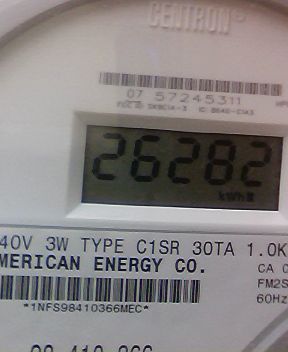 CENTRON
07 57245311
26282
kWh
40V 3W TYPE C1SR 30TA 1.0K
MERICAN ENERGY CO.
CA 0
FM2S
60Hz
*1NFS98410366MEC*